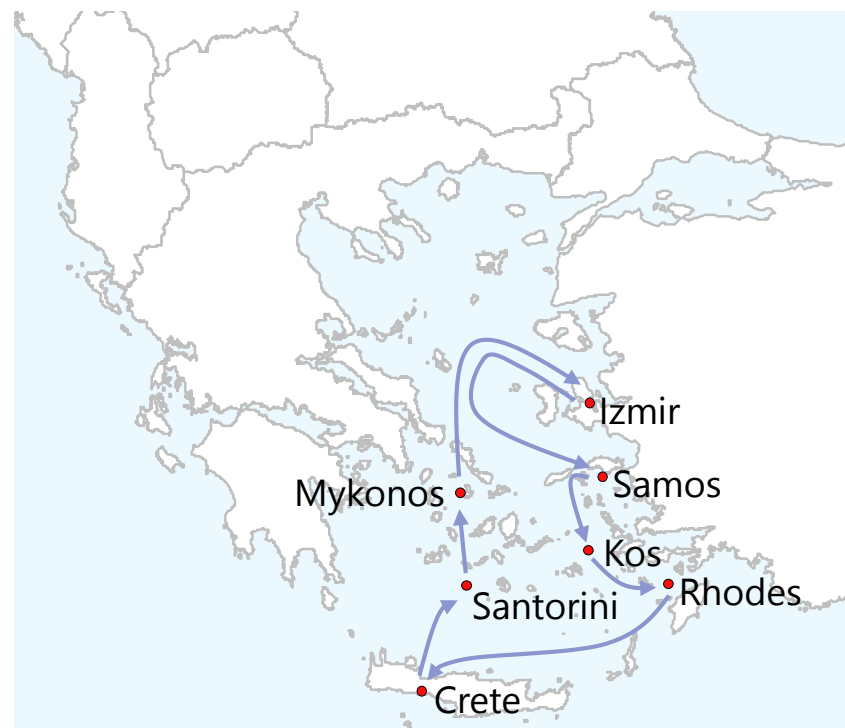 Izmir
Samos
Mykonos
Kos
Rhodes
Santorini
Crete